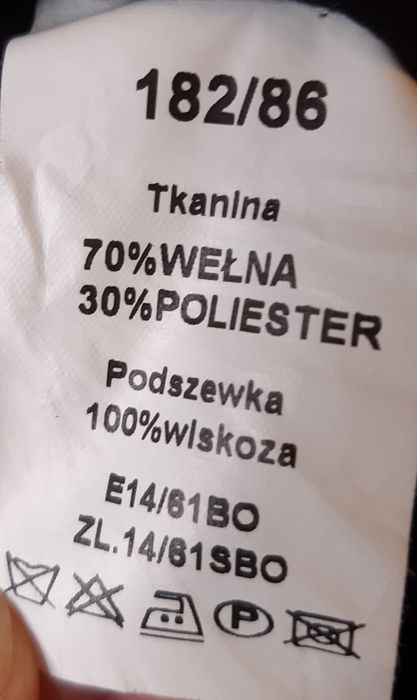 182/86
Tkanina
70%WEŁNA
30%POLIESTER
Podszewka
100%wiskoza
E14/61BO
ZL.14/61SBO
P